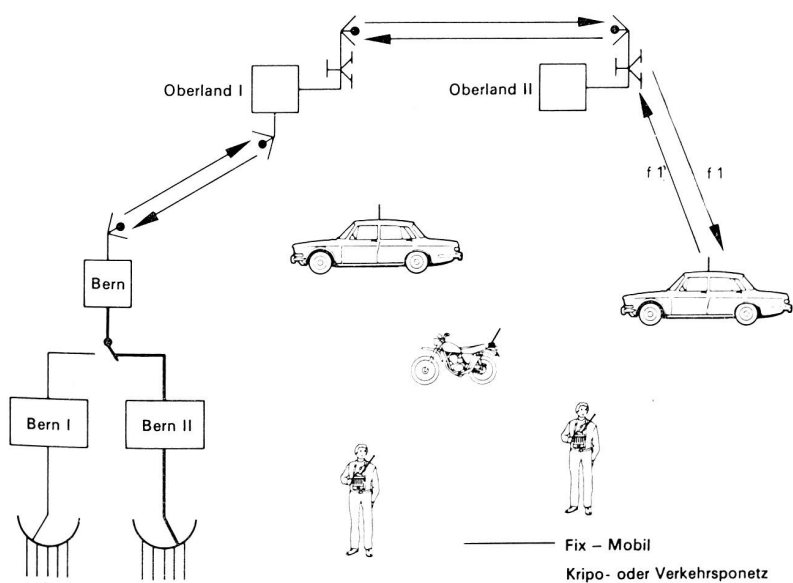 Oberland I
Oberland II
f 1'
f 1
Bern
Bern I
Bern II
Fix – Mobil
Kripo- oder Verkehrsponetz